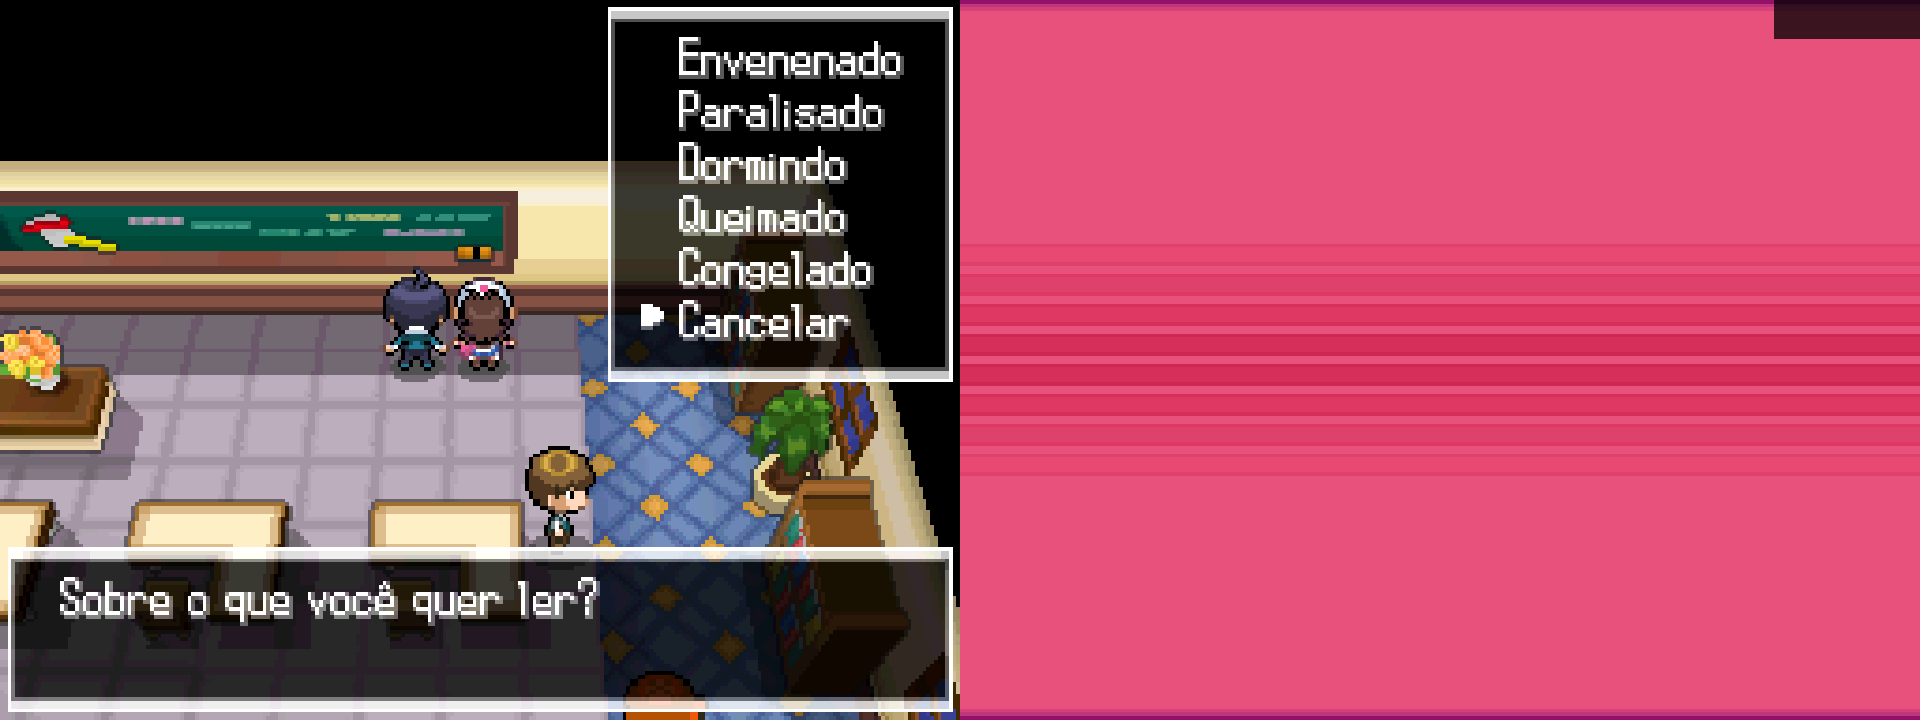 Envenenado
Paralisado
Dormindo
Queimado
Congelado
Cancelar
Sobre o que você quer ler?